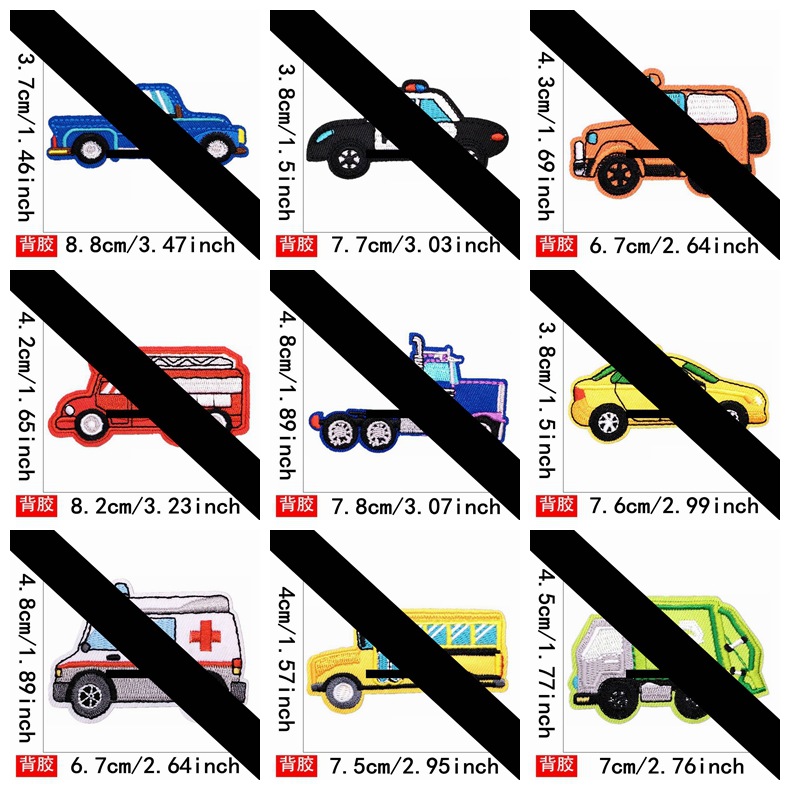 3.7cm/1.46inch
背胶 8.8cm/3.47inch
3.8cm/1.5inch
背胶 7.7cm/3.03inch
4.3cm/1.69inch
背胶 6.7cm/2.64inch
4.2cm/1.65inch
背胶 8.2cm/3.23inch
4.8cm/1.89inch
背胶 7.8cm/3.07inch
3.8cm/1.5inch
背胶 7.6cm/2.99inch
4.8cm/1.89inch
背胶 6.7cm/2.64inch
4cm/1.57inch
背胶 7.5cm/2.95inch
4.5cm/1.77inch
背胶 7cm/2.76inch